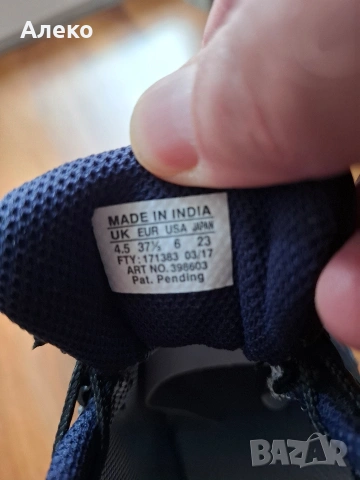 Алеко
MADE IN INDIA
UK EUR USA JAPAN
4.5 37½ 6 23
FTY: 171383 03/17
ART NO. 398603
Pat. Pending
BAZAR